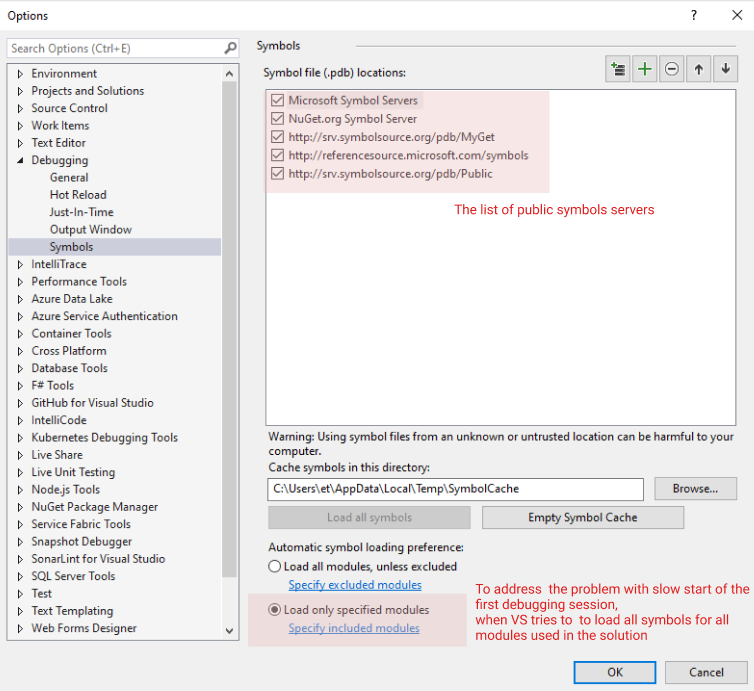 Options
?
Search Options (Ctrl+E)
Environment
Projects and Solutions
Source Control
Work Items
Text Editor
Debugging
General
Hot Reload
Just-In-Time
Output Window
Symbols
IntelliTrace
Performance Tools
Azure Data Lake
Azure Service Authentication
Container Tools
Cross Platform
Database Tools
F# Tools
GitHub for Visual Studio
IntelliCode
Kubernetes Debugging Tools
Live Share
Live Unit Testing
Node.js Tools
NuGet Package Manager
Service Fabric Tools
Snapshot Debugger
SonarLint for Visual Studio
SQL Server Tools
Test
Text Templating
Web Forms Designer
Symbols
Symbol file (.pdb) locations:
Microsoft Symbol Servers
NuGet.org Symbol Server
http://srv.symbolsource.org/pdb/MyGet
http://referencesource.microsoft.com/symbols
http://srv.symbolsource.org/pdb/Public
The list of public symbols servers
Warning: Using symbol files from an unknown or untrusted location can be harmful to your
computer.
Cache symbols in this directory:
C:\Users\et\AppData\Local\Temp\SymbolCache
Browse...
Load all symbols
Empty Symbol Cache
Automatic symbol loading preference:
Load all modules, unless excluded
Specify excluded modules
Load only specified modules
Specify included modules
To address the problem with slow start of the
first debugging session,
when VS tries to to load all symbols for all
modules used in the solution
OK
Cancel